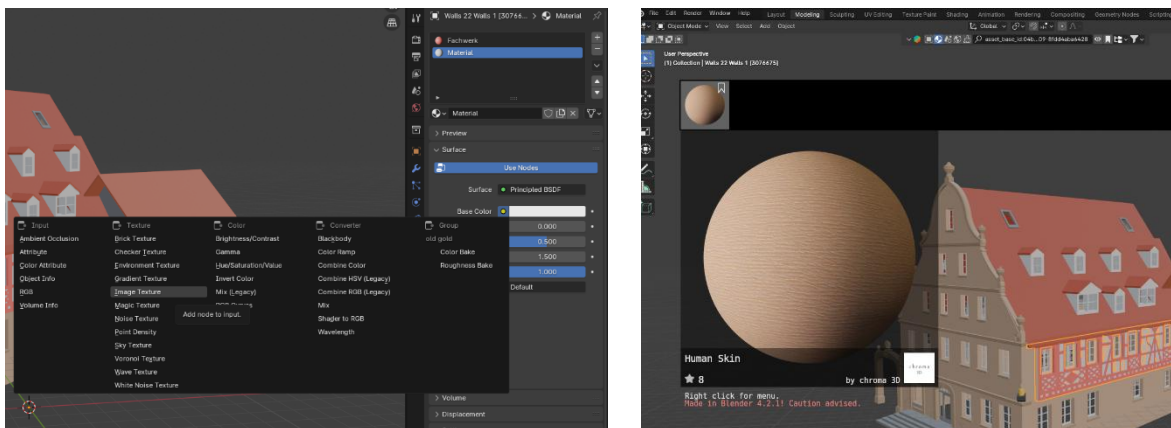 Walls 22 Walls 1 (30766... > Material
Fachwerk
Material
Material
Preview
Surface
Use Nodes
Surface Principled BSDF
Base Color
0.000
0.500
1.500
1.000
Default
Input Texture Color Converter Group
Ambient Occlusion Brick Texture Brightness/Contrast Blackbody old gold
Attribute Checker Texture Gamma Color Ramp Color Bake
Color Attribute Environment Texture Hue/Saturation/Value Combine Color Roughness Bake
Object Info Gradient Texture Invert Color Combine HSV (Legacy)
RGB Image Texture Mix (Legacy) Combine RGB (Legacy)
Volume Info Magic Texture RGB Curves Mix
Noise Texture Add node to input. Shader to RGB
Point Density Wavelength
Sky Texture
Voronoi Texture
Wave Texture
White Noise Texture
Volume
Displacement
File Edit Render Window Help Layout Modeling Sculpting UV Editing Texture Paint Shading Animation Rendering Compositing Geometry Nodes Scripting
Object Mode View Select Add Object Global
User Perspective
(1) Collection | Walls 22 Walls 1 (3076675)
Human Skin
8 by chroma 3D
chroma
3D
Right click for menu.
Made in Blender 4.2.1! Caution advised.